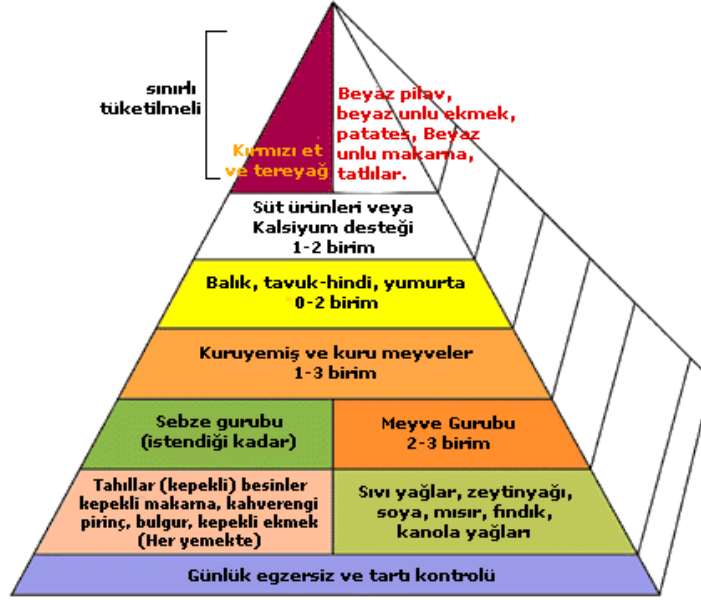 sınırlı
tüketilmeli
Kırmızı et
ve tereyağ
Beyaz pilav,
beyaz unlu ekmek,
patates, Beyaz
unlu makarna,
tatlılar.
Süt ürünleri veya
Kalsiyum desteği
1-2 birim
Balık, tavuk-hindi, yumurta
0-2 birim
Kuruyemiş ve kuru meyveler
1-3 birim
Sebze gurubu
(istendiği kadar)
Meyve Gurubu
2-3 birim
Tahıllar (kepekli) besinler
kepekli makarna, kahverengi
pirinç, bulgur, kepekli ekmek
(Her yemekte)
Sıvı yağlar, zeytinyağı,
soya, mısır, fındık,
kanola yağları
Günlük egzersiz ve tartı kontrolü